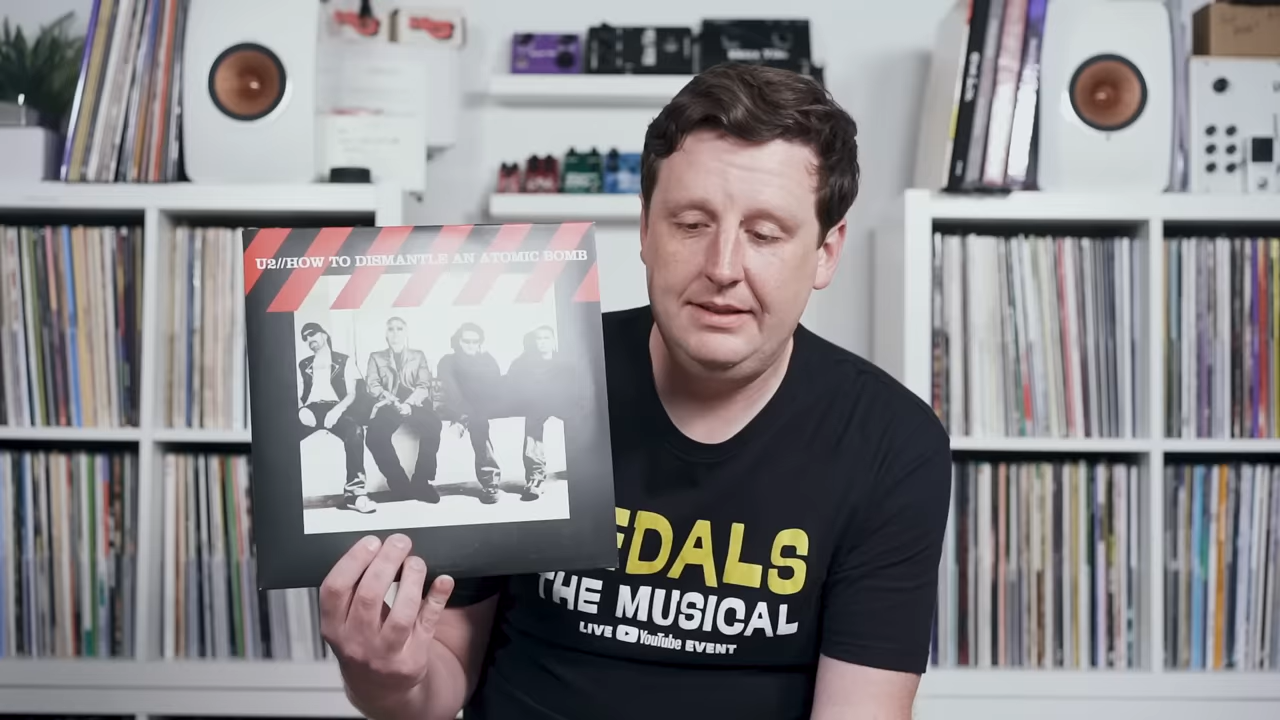 U2//HOW TO DISMANTLE AN ATOMIC BOMB
EDALS
THE MUSICAL
LIVE YouTube EVENT